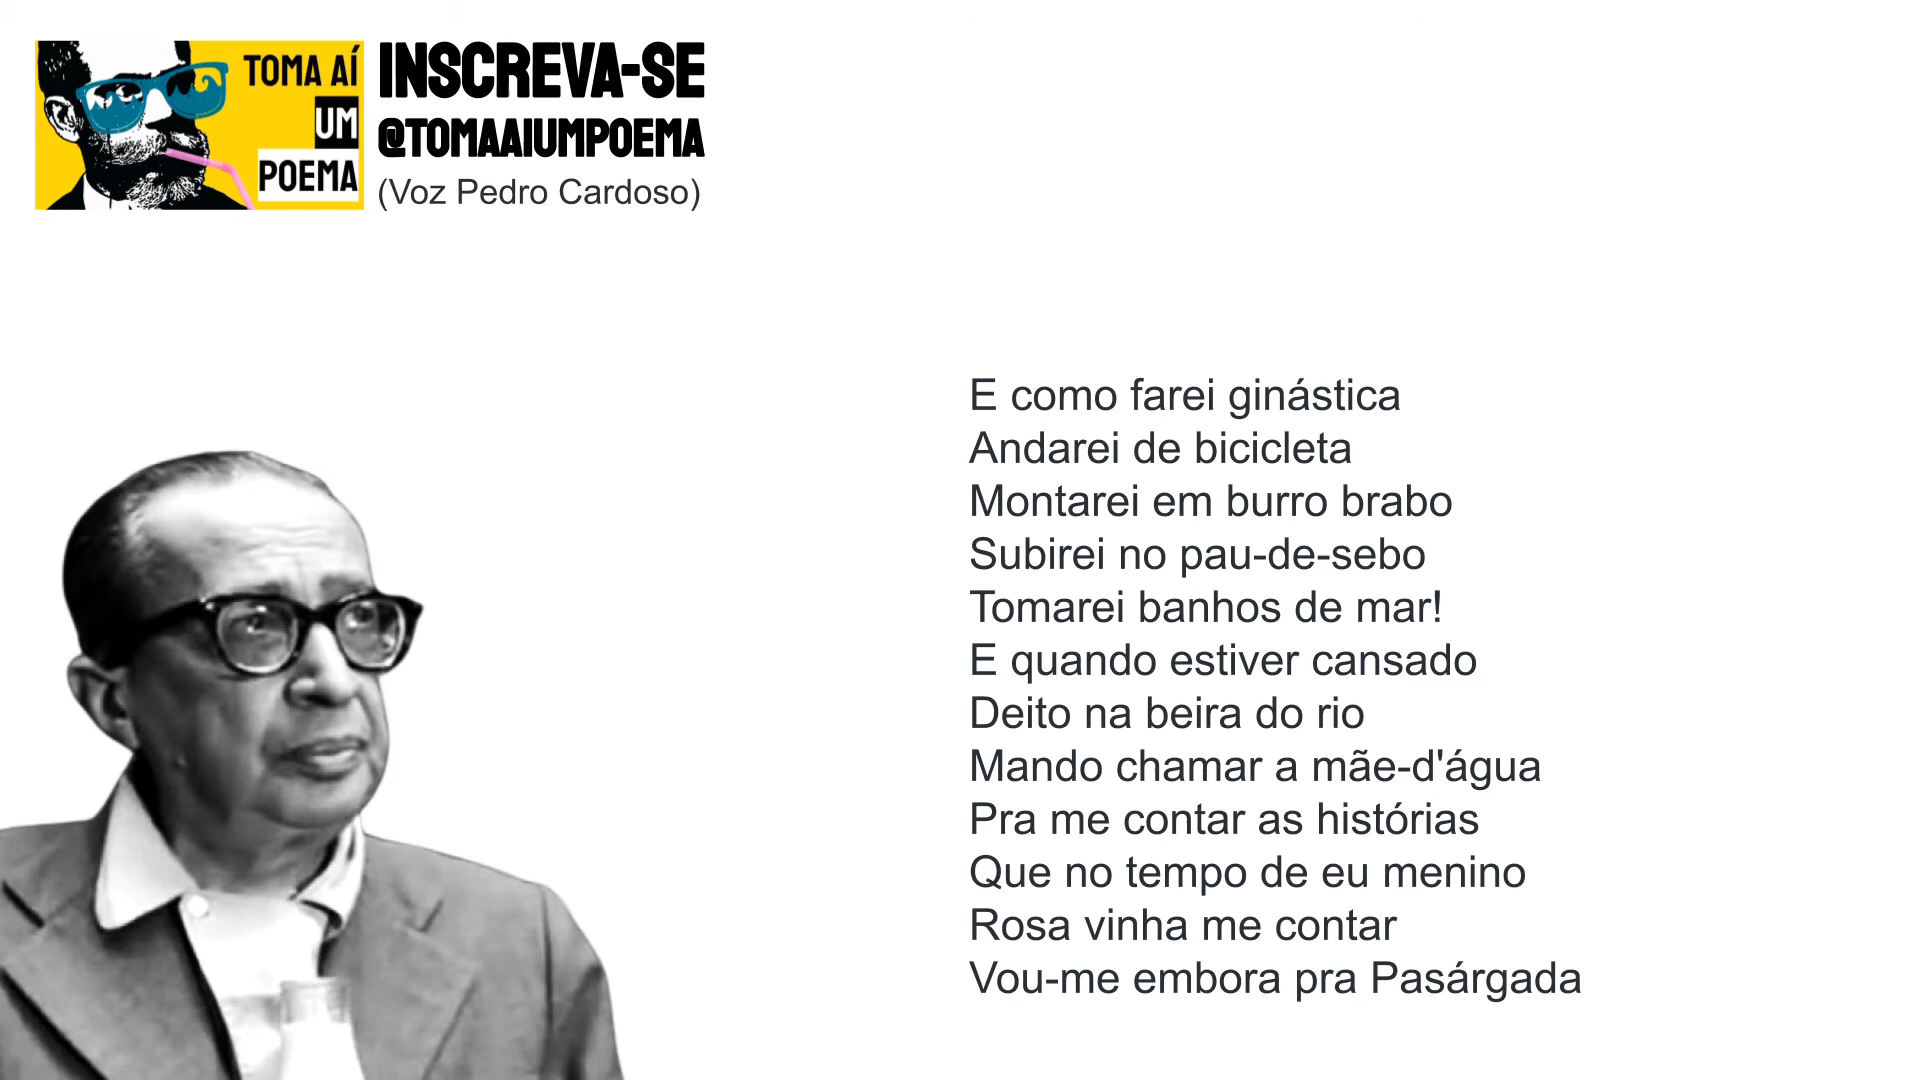 TOMA AÍ
UM
POEMA
INSCREVA-SE
@TOMAAIUMPOEMA
(Voz Pedro Cardoso)
E como farei ginástica
Andarei de bicicleta
Montarei em burro brabo
Subirei no pau-de-sebo
Tomarei banhos de mar!
E quando estiver cansado
Deito na beira do rio
Mando chamar a mãe-d'água
Pra me contar as histórias
Que no tempo de eu menino
Rosa vinha me contar
Vou-me embora pra Pasárgada